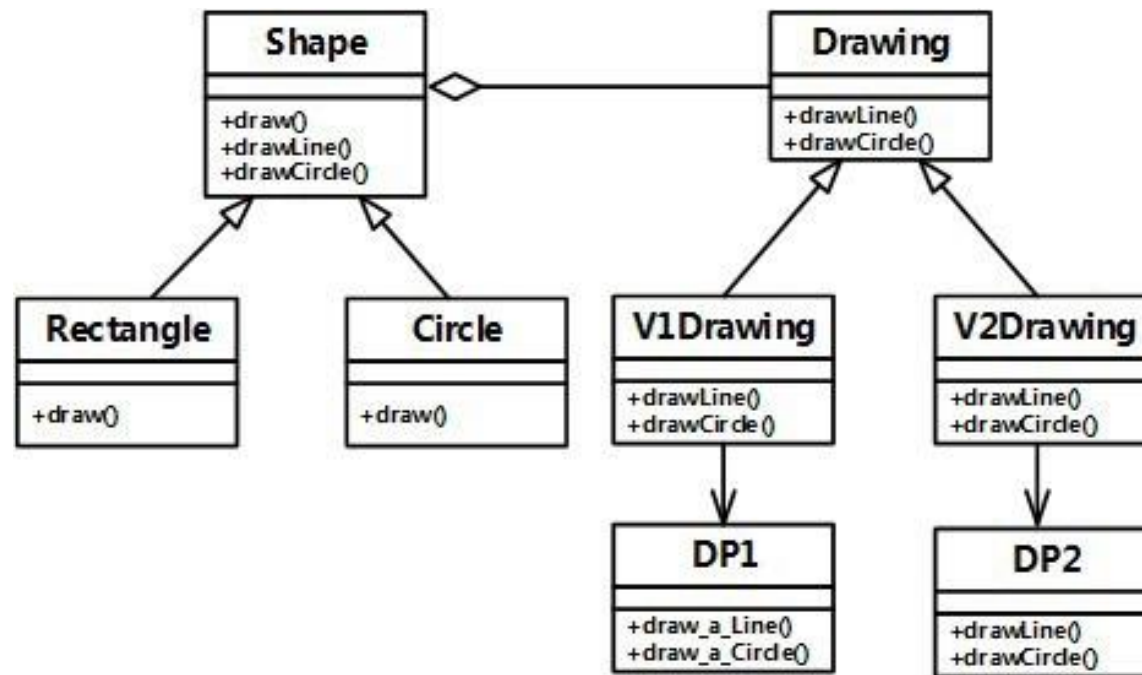 Shape
+draw()
+drawLine()
+drawCircle()
Drawing
+drawLine()
+drawCircle()
Rectangle
+draw()
Circle
+draw()
V1Drawing
+drawLine()
+drawCircle()
V2Drawing
+drawLine()
+drawCircle()
DP1
+draw_a_Line()
+draw_a_Circle()
DP2
+drawLine()
+drawCircle()